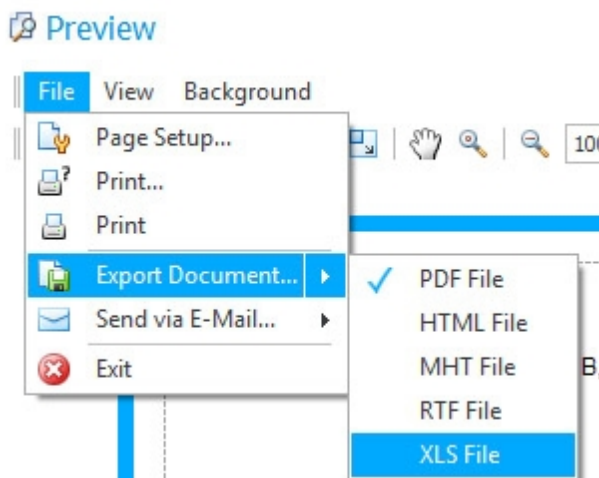 Preview
File View Background
Page Setup...
100
Print...
Print
Export Document...
PDF File
Send via E-Mail...
HTML File
Exit
MHT File
B
RTF File
XLS File